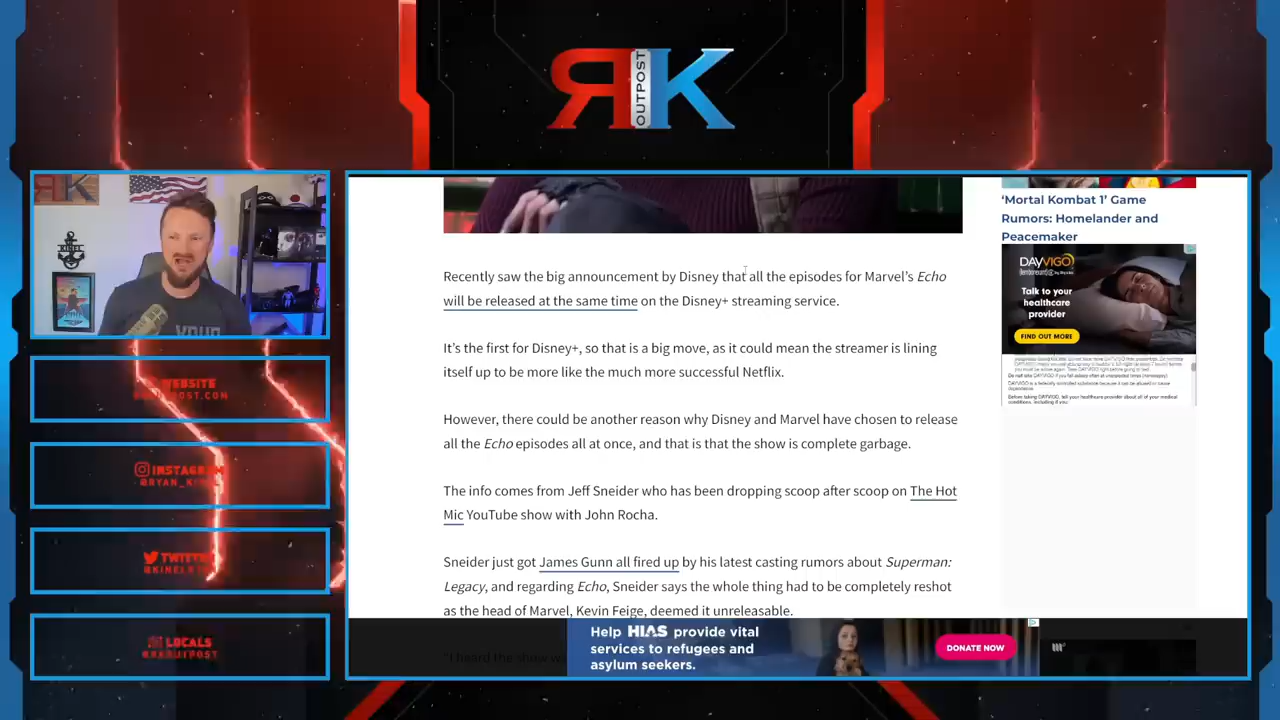 RK
OUTPOST
RK
KINEL
YOUR
WEBSITE
INSTAGRAM
TWITTER
LOCALS
Recently saw the big announcement by Disney that all the episodes for Marvel's Echo
will be released at the same time on the Disney+ streaming service.
It's the first for Disney+, so that is a big move, as it could mean the streamer is lining
itself up to be more like the much more successful Netflix.
However, there could be another reason why Disney and Marvel have chosen to release
all the Echo episodes all at once, and that is that the show is complete garbage.
The info comes from Jeff Sneider who has been dropping scoop after scoop on The Hot
Mic YouTube show with John Rocha.
Sneider just got James Gunn all fired up by his latest casting rumors about Superman:
Legacy, and regarding Echo, Sneider says the whole thing had to be completely reshot
as the head of Marvel, Kevin Feige, deemed it unreleasable.
"I heard the show
‘Mortal Kombat 1’ Game
Rumors: Homelander and
Peacemaker
DAYVIGO
Talk to your
healthcare
provider
FIND OUT MORE
Help HIAS provide vital
services to refugees and
asylum seekers.
DONATE NOW